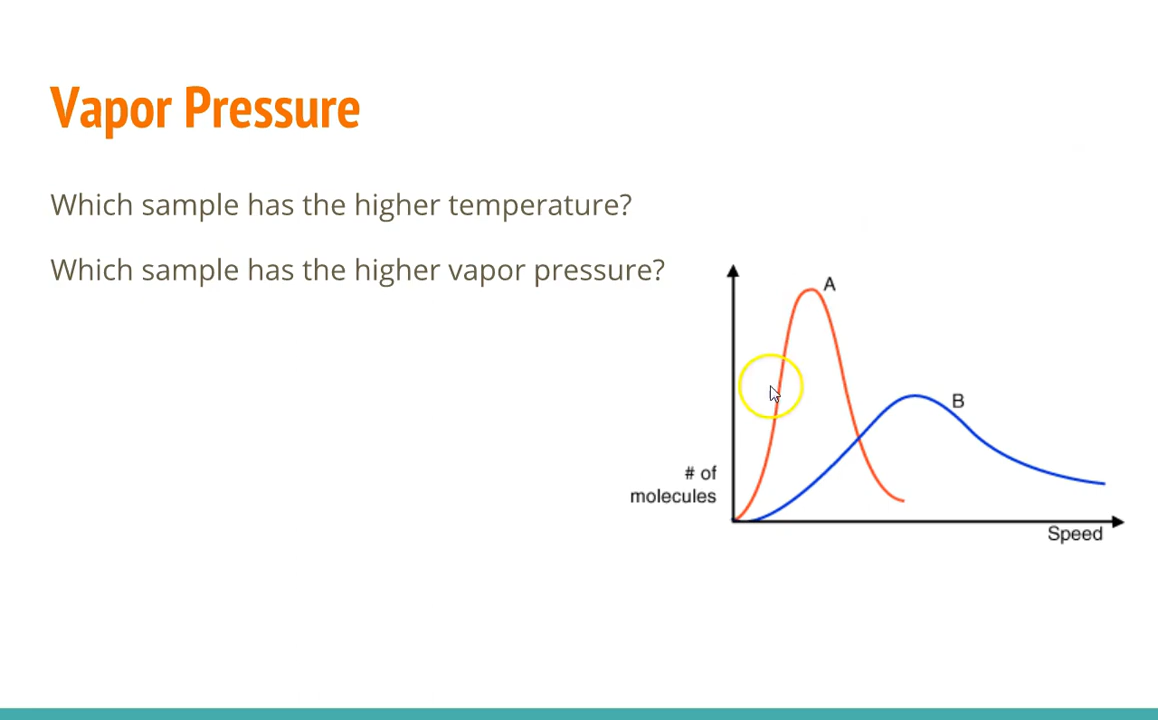 Vapor Pressure
Which sample has the higher temperature?
Which sample has the higher vapor pressure?
A
B
# of
molecules
Speed